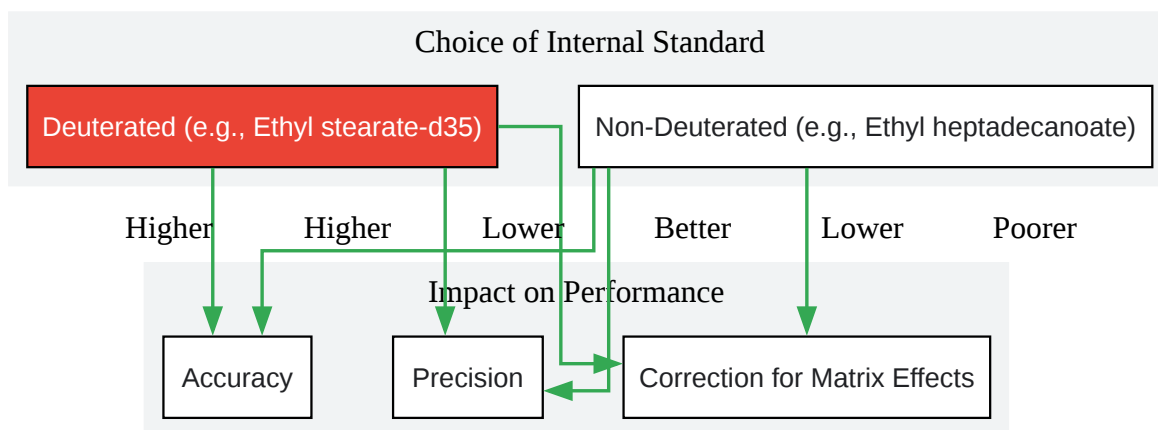 Choice of Internal Standard
Deuterated (e.g., Ethyl stearate-d35)
Non-Deuterated (e.g., Ethyl heptadecanoate)
Higher
Higher
Lower
Better
Lower
Poorer
Impact on Performance
Accuracy
Precision
Correction for Matrix Effects